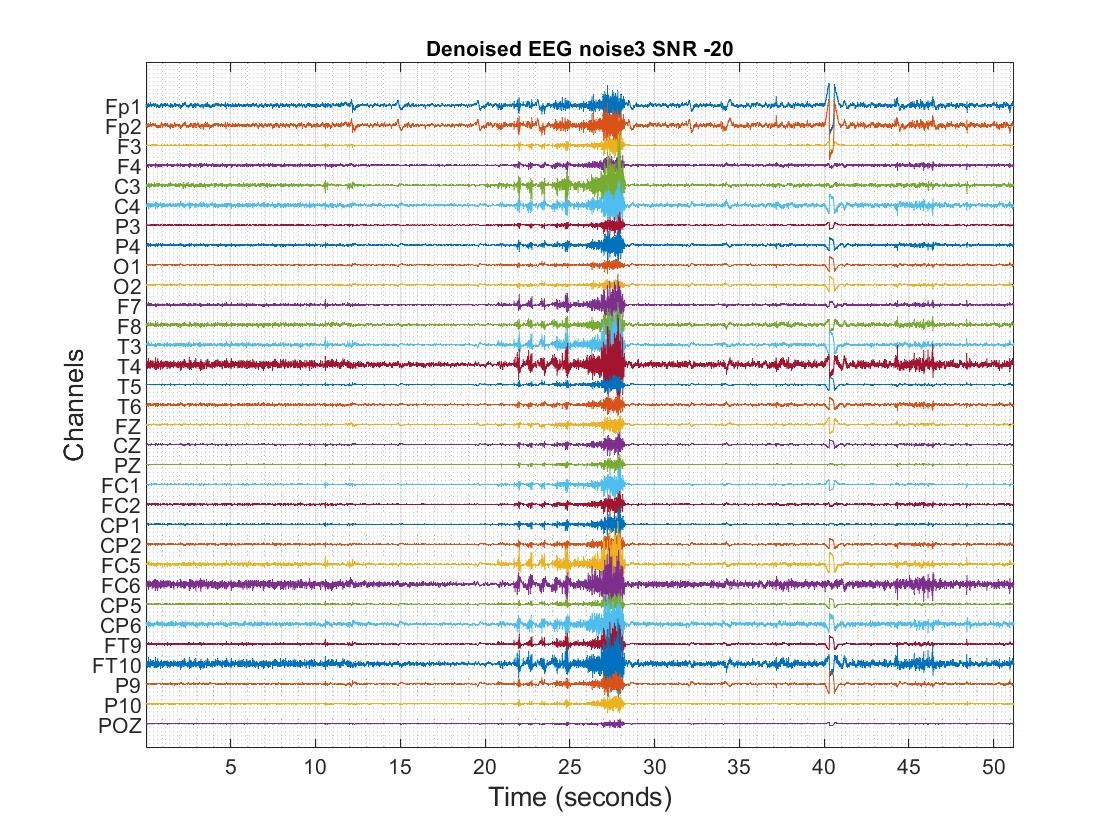 Denoised EEG noise3 SNR -20
Fp1
Fp2
F3
F4
C3
C4
P3
P4
O1
O2
F7
F8
T3
T4
T5
T6
FZ
CZ
PZ
FC1
FC2
CP1
CP2
FC5
FC6
CP5
CP6
FT9
FT10
P9
P10
POZ
Channels
5 10 15 20 25 30 35 40 45 50
Time (seconds)